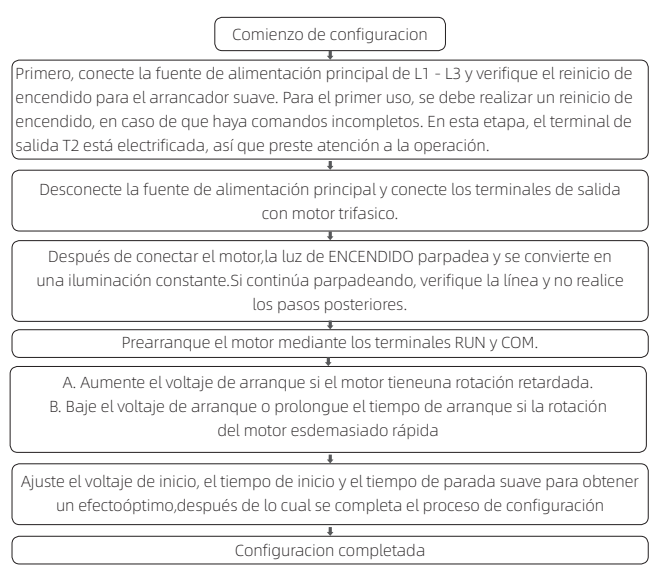 Comienzo de configuracion
Primero, conecte la fuente de alimentación principal de L1 - L3 y verifique el reinicio de
encendido para el arrancador suave. Para el primer uso, se debe realizar un reinicio de
encendido, en caso de que haya comandos incompletos. En esta etapa, el terminal de
salida T2 está electrificada, así que preste atención a la operación.
Desconecte la fuente de alimentación principal y conecte los terminales de salida
con motor trifasico.
Después de conectar el motor,la luz de ENCENDIDO parpadea y se convierte en
una iluminación constante.Si continúa parpadeando, verifique la línea y no realice
los pasos posteriores.
Prearranque el motor mediante los terminales RUN y COM.
A. Aumente el voltaje de arranque si el motor tieneuna rotación retardada.
B. Baje el voltaje de arranque o prolongue el tiempo de arranque si la rotación
del motor esdemasiado rápida
Ajuste el voltaje de inicio, el tiempo de inicio y el tiempo de parada suave para obtener
un efectoóptimo,después de lo cual se completa el proceso de configuración
Configuracion completada